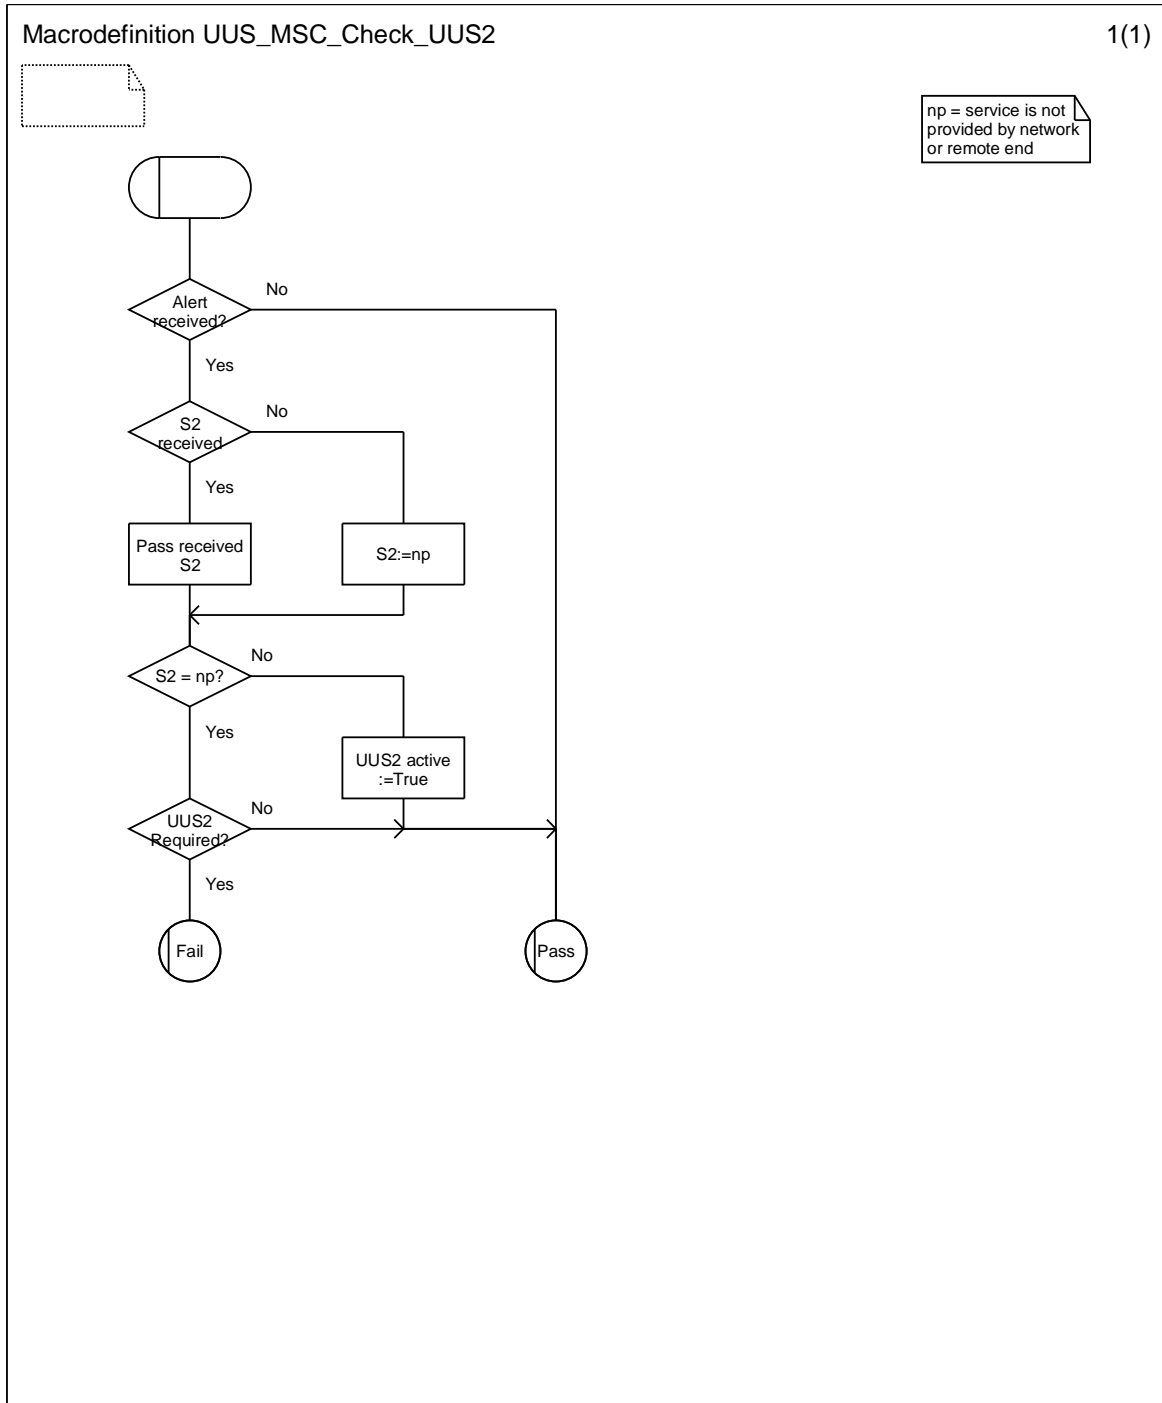 Macrodefinition UUS_MSC_Check_UUS2
1(1)
np = service is not
provided by network
or remote end
Alert
received?
No
Yes
S2
received
No
Yes
Pass received
S2
S2:=np
S2 = np?
No
Yes
UUS2 active
:=True
UUS2
Required?
No
Yes
Fail
Pass